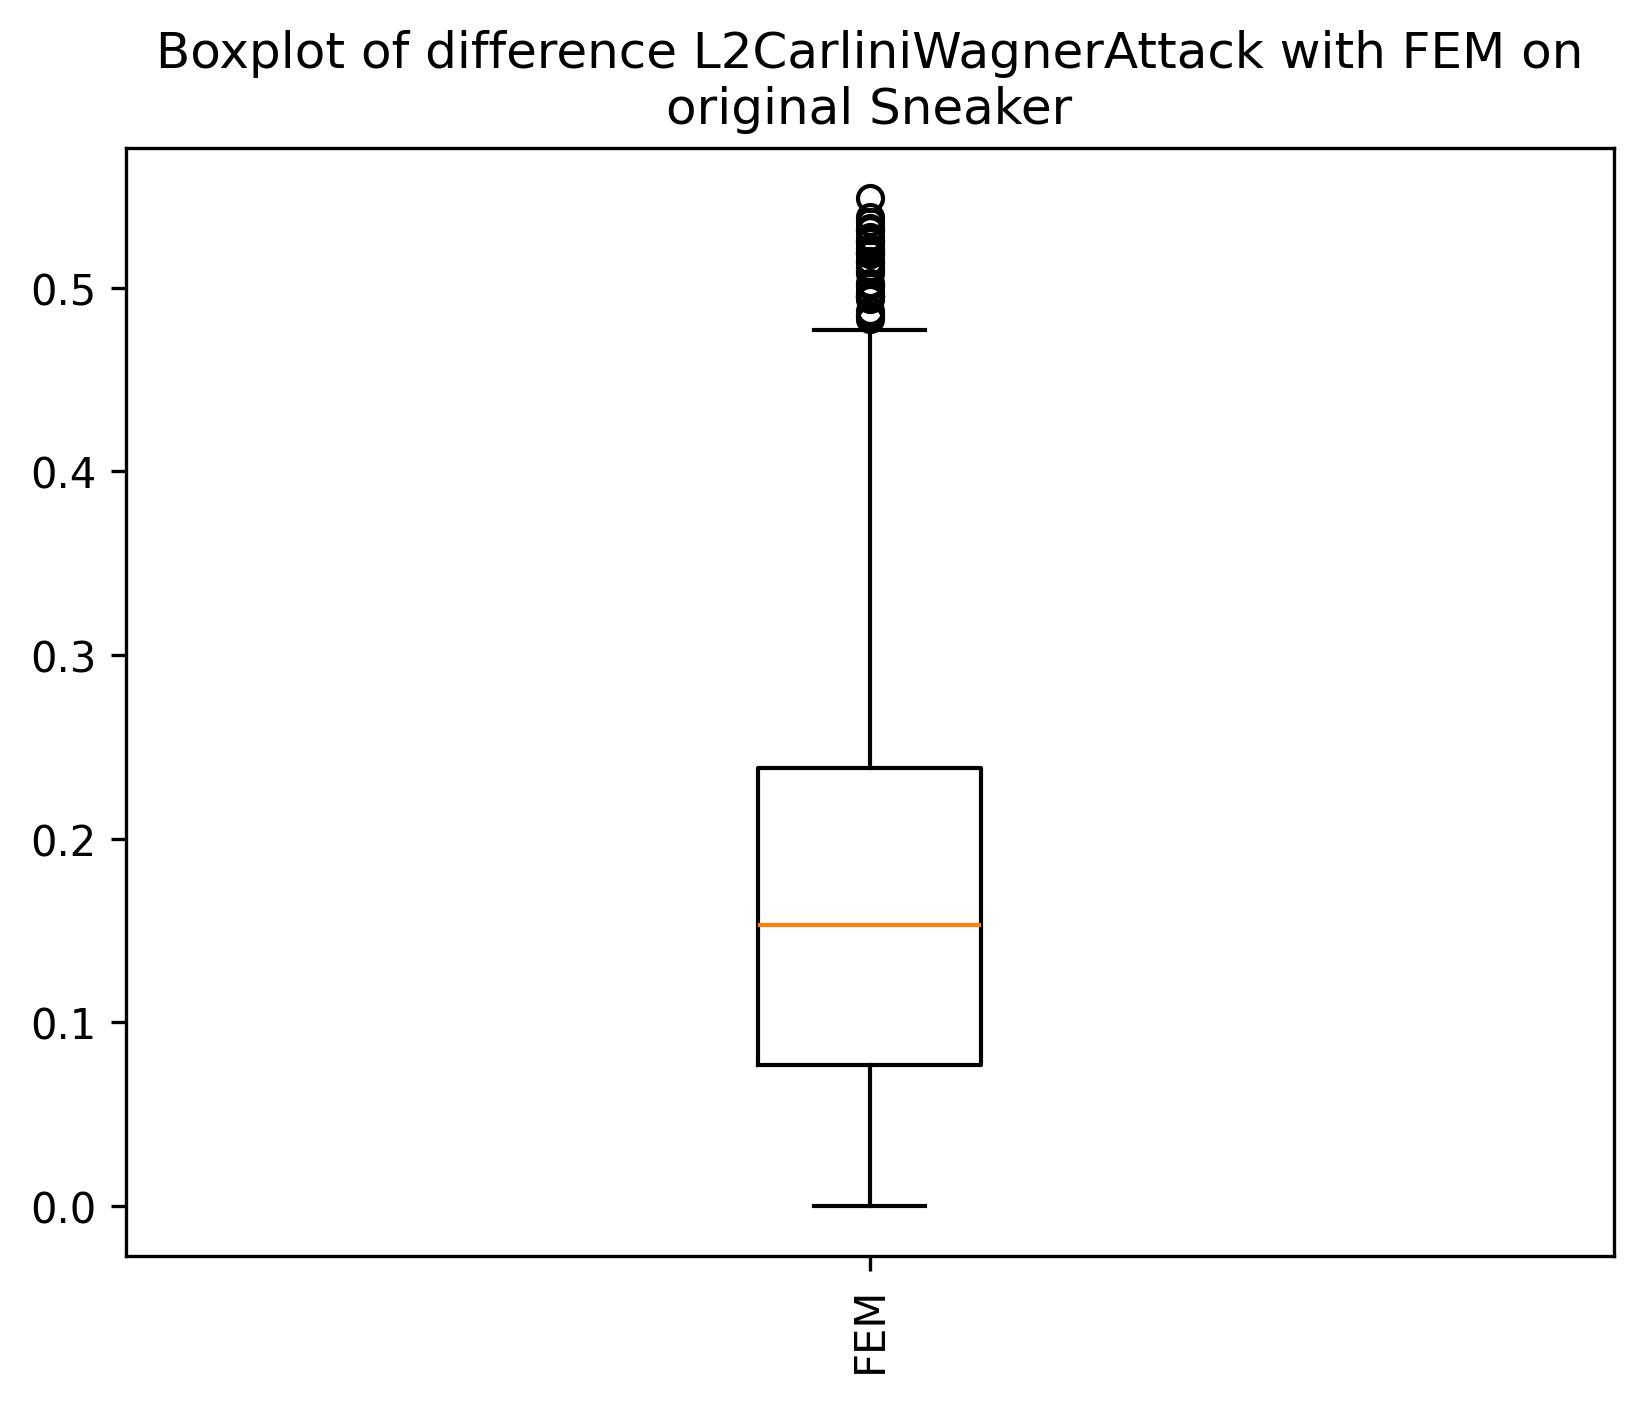 Boxplot of difference L2CarliniWagnerAttack with FEM on
original Sneaker
0.5
0.4
0.3
0.2
0.1
0.0
FEM